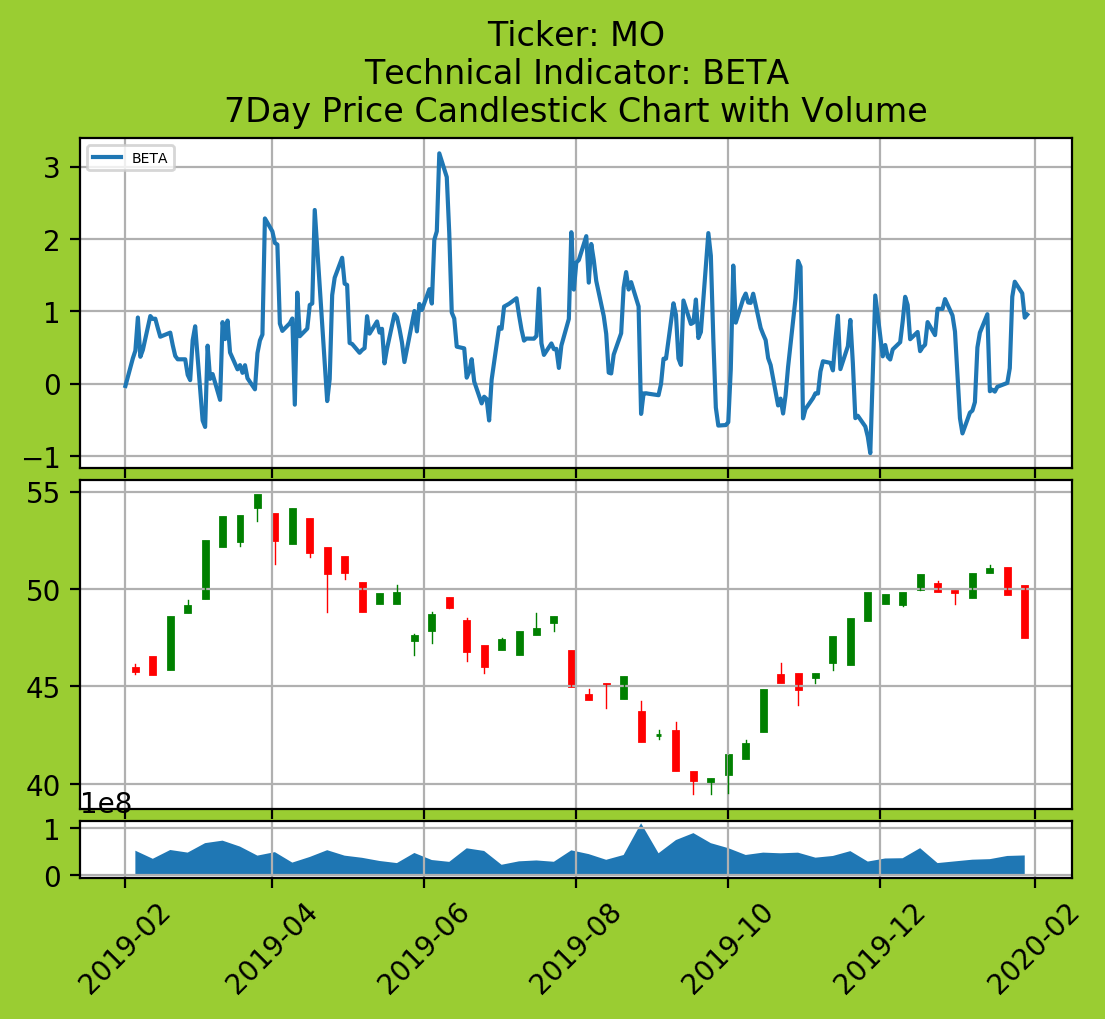 Ticker: MO
Technical Indicator: BETA
7Day Price Candlestick Chart with Volume
BETA
3
2
1
0
−1
55
50
45
40
1e8
1
0
2019-02 2019-04 2019-06 2019-08 2019-10 2019-12 2020-02